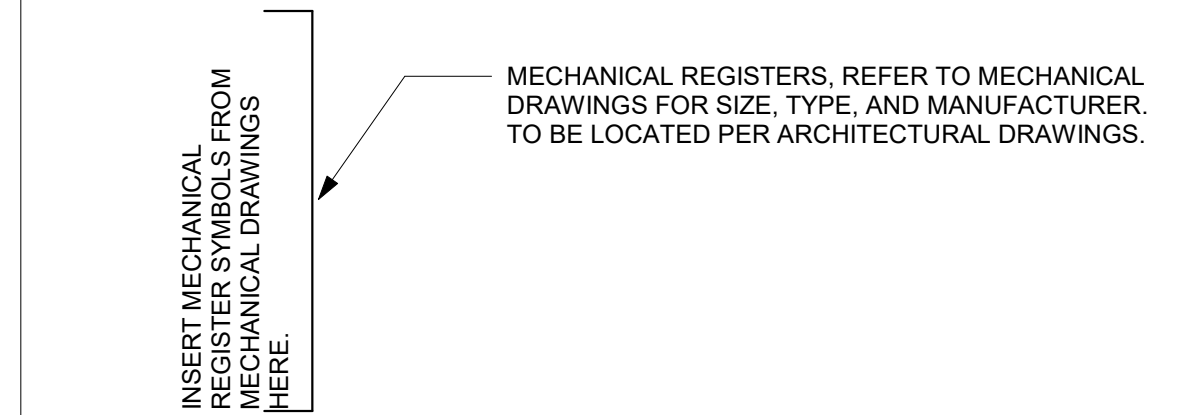 INSERT MECHANICAL
REGISTER SYMBOLS FROM
MECHANICAL DRAWINGS
HERE.
MECHANICAL REGISTERS, REFER TO MECHANICAL
DRAWINGS FOR SIZE, TYPE, AND MANUFACTURER.
TO BE LOCATED PER ARCHITECTURAL DRAWINGS.